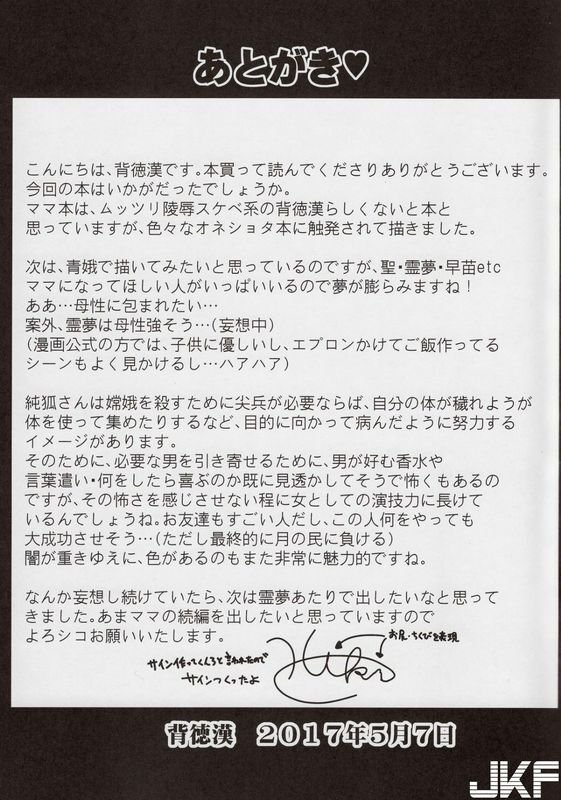 あとがき♡
こんにちは、背徳漢です。本買って読んでくださりありがとうございます。
今回の本はいかがだったでしょうか。
ママ本は、ムッツリ陵辱スケベ系の背徳漢らしくないと本と
思っていますが、色々なオネショタ本に触発されて描きました。
次は、青娥で描いてみたいと思っているのですが、聖・霊夢・早苗etc
ママになってほしい人がいっぱいいるので夢が膨らみますね！
ああ…母性に包まれたい…
案外、霊夢は母性強そう…（妄想中）
（漫画公式の方では、子供に優しいし、エプロンかけてご飯作ってる
シーンもよく見かけるし…ハアハア）
純狐さんは嫦娥を殺すために尖兵が必要ならば、自分の体が穢れようが
体を使って集めたりするなど、目的に向かって病んだように努力する
イメージがあります。
そのために、必要な男を引き寄せるために、男が好む香水や
言葉遣い・何をしたら喜ぶのか既に見透かしてそうで怖くもあるの
ですが、その怖さを感じさせない程に女としての演技力に長けて
いるんでしょうね。お友達もすごい人だし、この人何をやっても
大成功させそう…（ただし最終的に月の民に負ける）
闇が重きゆえに、色があるのもまた非常に魅力的ですね。
なんか妄想し続けていたら、次は霊夢あたりで出したいなと思って
きました。あまママの続編を出したいと思っていますので
よろシコお願いいたします。
お尻・ちくびを表現
サイン作ってくんろと言われたので
サインつくったよ
背徳漢 2017年5月7日
JKF